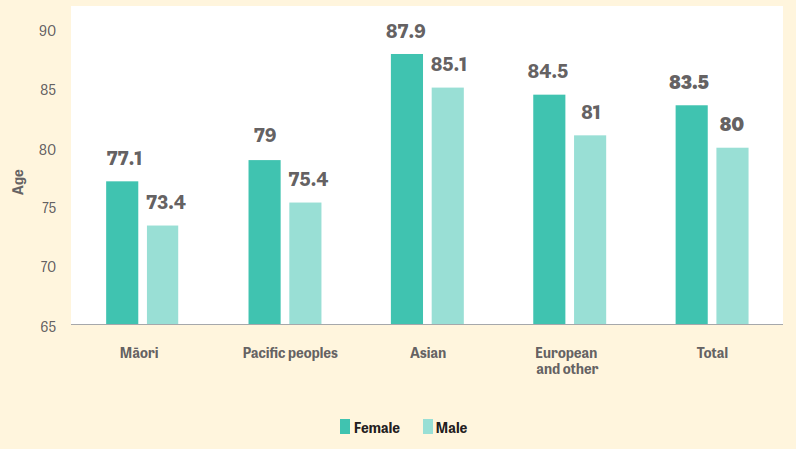 90
85
80
75
70
65
Age
77.1
73.4
79
75.4
87.9
85.1
84.5
81
83.5
80
Māori
Pacific peoples
Asian
European
and other
Total
Female
Male